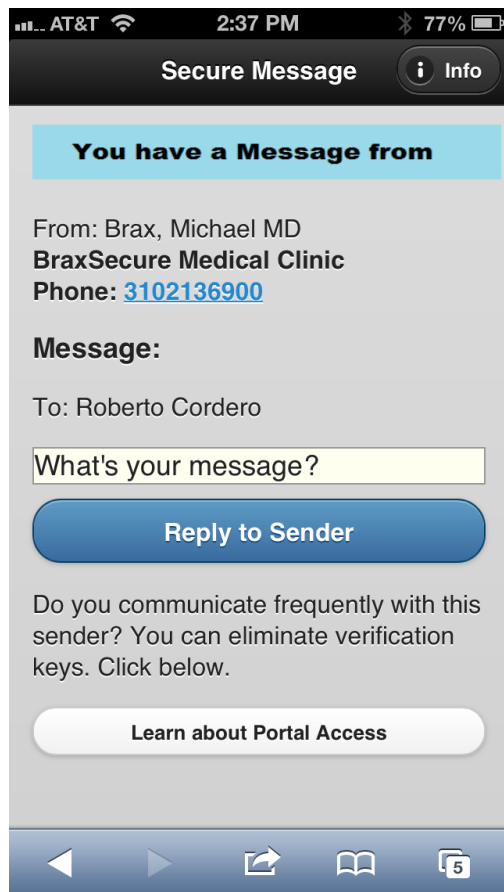 AT&T 2:37 PM 77%
Secure Message
Info
You have a Message from
From: Brax, Michael MD
BraxSecure Medical Clinic
Phone: 3102136900
Message:
To: Roberto Cordero
What's your message?
Reply to Sender
Do you communicate frequently with this
sender? You can eliminate verification
keys. Click below.
Learn about Portal Access
5